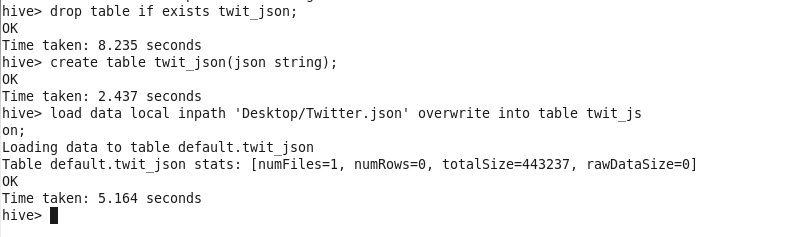 hive> drop table if exists twit_json;
OK
Time taken: 8.235 seconds
hive> create table twit_json(json string);
OK
Time taken: 2.437 seconds
hive> load data local inpath 'Desktop/Twitter.json' overwrite into table twit_js
on;
Loading data to table default.twit_json
Table default.twit_json stats: [numFiles=1, numRows=0, totalSize=443237, rawDataSize=0]
OK
Time taken: 5.164 seconds
hive>